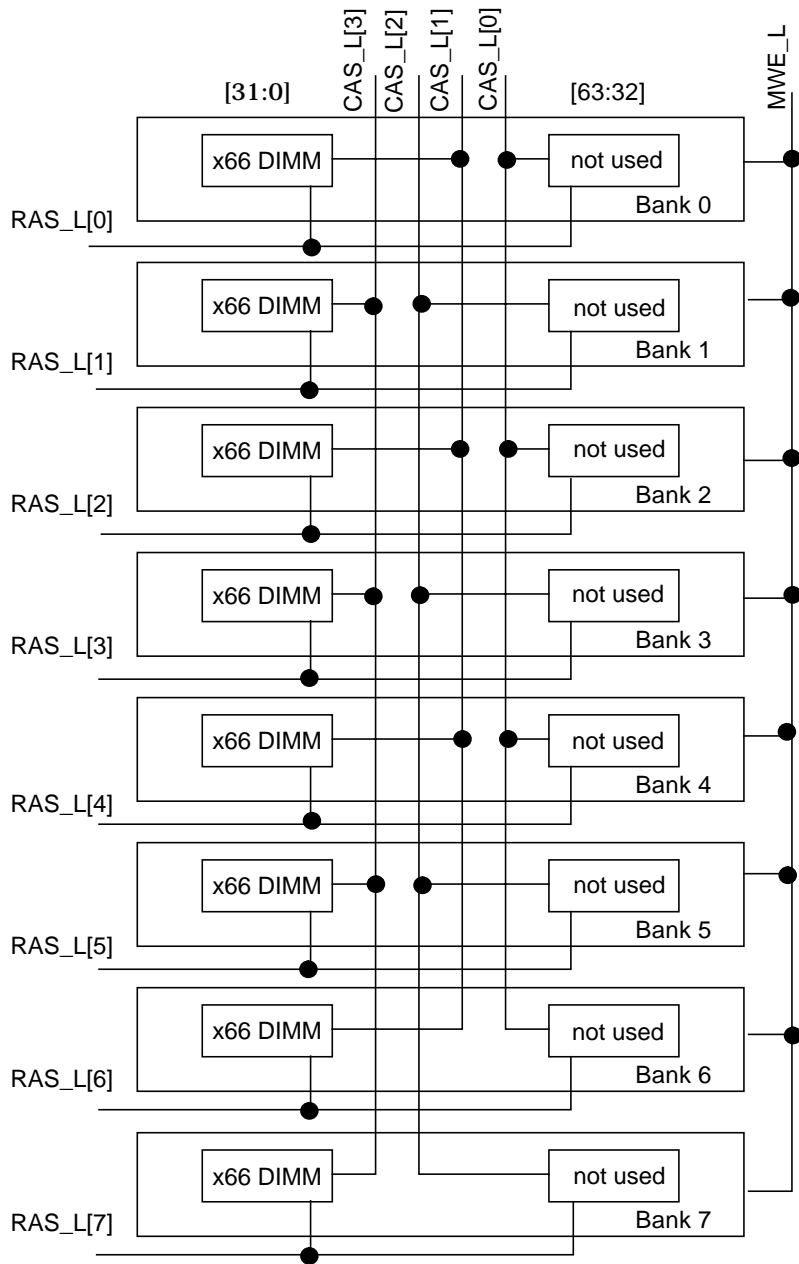 CAS_L[3]
CAS_L[2]
CAS_L[1]
CAS_L[0]
MWE_L
[31:0]
[63:32]
x66 DIMM
not used
Bank 0
RAS_L[0]
x66 DIMM
not used
Bank 1
RAS_L[1]
x66 DIMM
not used
Bank 2
RAS_L[2]
x66 DIMM
not used
Bank 3
RAS_L[3]
x66 DIMM
not used
Bank 4
RAS_L[4]
x66 DIMM
not used
Bank 5
RAS_L[5]
x66 DIMM
not used
Bank 6
RAS_L[6]
x66 DIMM
not used
Bank 7
RAS_L[7]